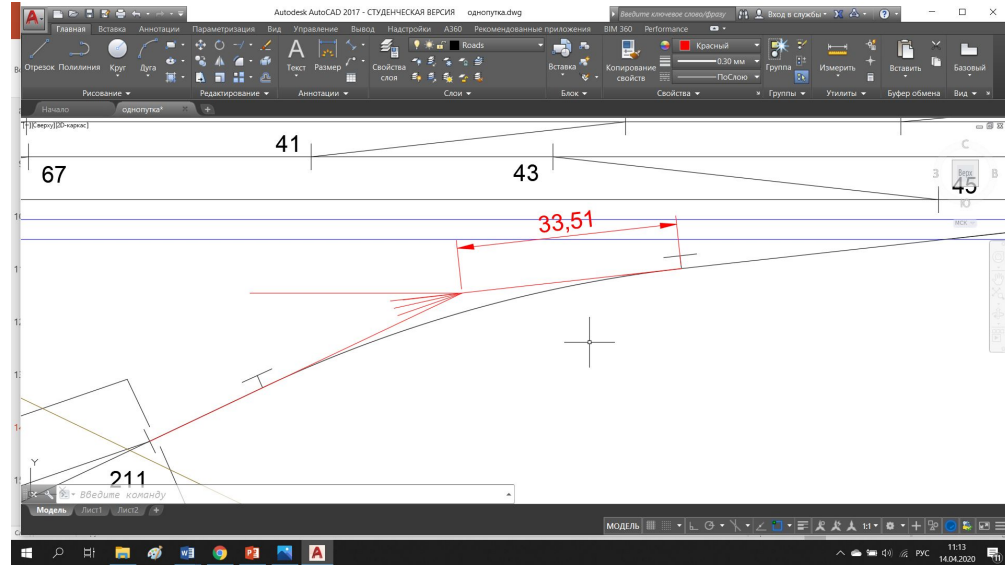 Autodesk AutoCAD 2017 - СТУДЕНЧЕСКАЯ ВЕРСИЯ однопутка.dwg
Введите ключевое слово/фразу
Вход в службы
Главная Вставка Аннотации Параметризация Вид Управление Вывод Надстройки A360 Рекомендованные приложения BIM 360 Performance
Roads
Красный
0.30 мм
ПоСлою
Отрезок Полилиния Круг Дуга
Текст Размер
Свойства слоя
Вставка
Копирование свойств
Группа
Измерить
Вставить
Базовый
Рисование Редактирование Аннотации Слои Блок Свойства Группы Утилиты Буфер обмена Вид
Начало однопутка*
[–][Сверху][2D-каркас]
41
67
43
45
С
З Верх В
Ю
МСК
33,51
Y
211
Введите команду
Модель Лист1 Лист2
МОДЕЛЬ 1:1
РУС
11:13
14.04.2020